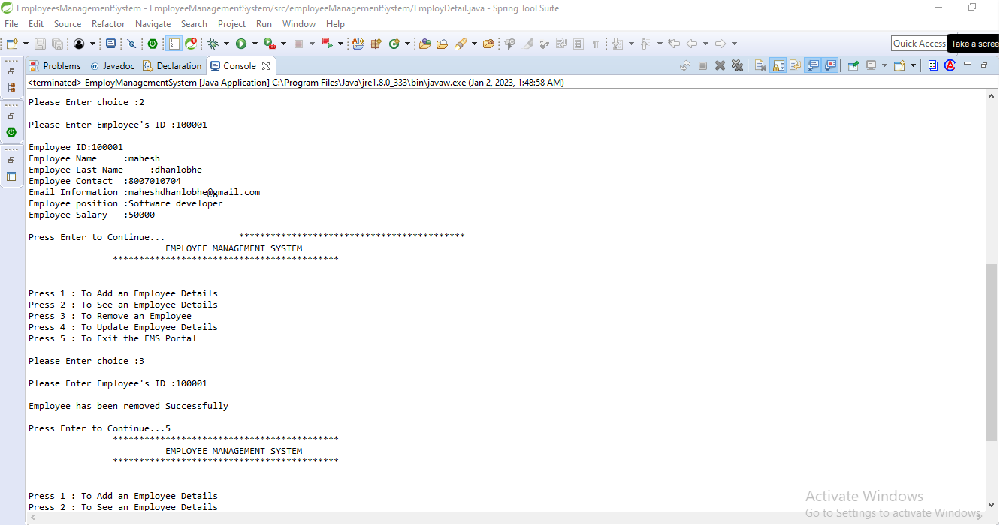 EmployeesManagementSystem - EmployeeManagementSystem/src/employeeManagementSystem/EmployDetail.java - Spring Tool Suite
File Edit Source Refactor Navigate Search Project Run Window Help
Quick Access Take a scree
Problems @ Javadoc Declaration Console
<terminated> EmployManagementSystem [Java Application] C:\Program Files\Java\jre1.8.0_333\bin\javaw.exe (Jan 2, 2023, 1:48:58 AM)
Please Enter choice :2
Please Enter Employee's ID :100001
Employee ID:100001
Employee Name     :mahesh
Employee Last Name     :dhanlobhe
Employee Contact  :8007010704
Email Information :maheshdhanlobhe@gmail.com
Employee position :Software developer
Employee Salary   :50000
Press Enter to Continue...              *******************************************
EMPLOYEE MANAGEMENT SYSTEM
*******************************************
Press 1 : To Add an Employee Details
Press 2 : To See an Employee Details
Press 3 : To Remove an Employee
Press 4 : To Update Employee Details
Press 5 : To Exit the EMS Portal
Please Enter choice :3
Please Enter Employee's ID :100001
Employee has been removed Successfully
Press Enter to Continue...5
*******************************************
EMPLOYEE MANAGEMENT SYSTEM
*******************************************
Press 1 : To Add an Employee Details
Press 2 : To See an Employee Details
Activate Windows
Go to Settings to activate Windows.